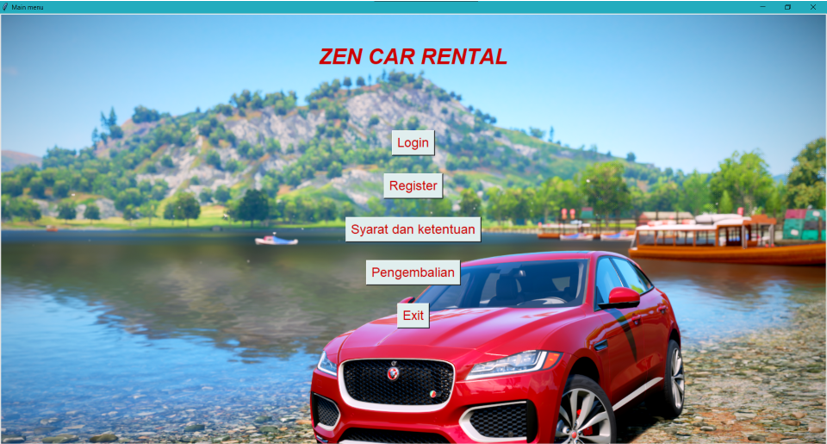 Main menu
ZEN CAR RENTAL
Login
Register
Syarat dan ketentuan
Pengembalian
Exit